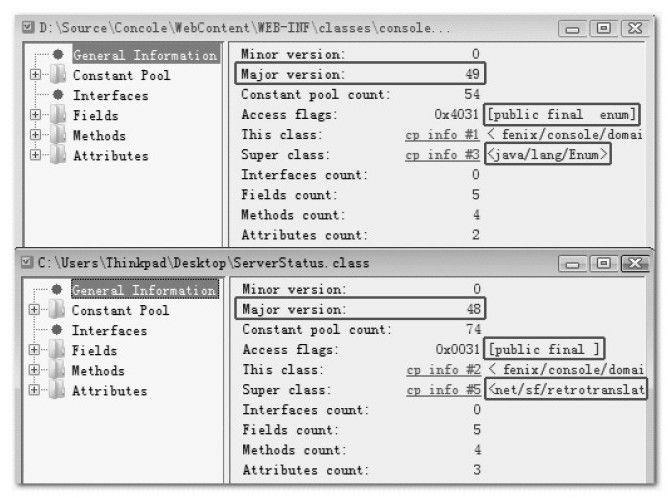 D:\Source\Concole\WebContent\WEB-INF\classes\console...
General Information
Constant Pool
Interfaces
Fields
Methods
Attributes
Minor version: 0
Major version: 49
Constant pool count: 54
Access flags: 0x4031 [public final enum]
This class: cp info #1 < fenix/console/domai
Super class: cp info #3 <java/lang/Enum>
Interfaces count: 0
Fields count: 5
Methods count: 4
Attributes count: 2
C:\Users\Thinkpad\Desktop\ServerStatus.class
General Information
Constant Pool
Interfaces
Fields
Methods
Attributes
Minor version: 0
Major version: 48
Constant pool count: 74
Access flags: 0x0031 [public final ]
This class: cp info #2 < fenix/console/domai
Super class: cp info #5 <net/sf/retrotranslat
Interfaces count: 0
Fields count: 5
Methods count: 4
Attributes count: 3